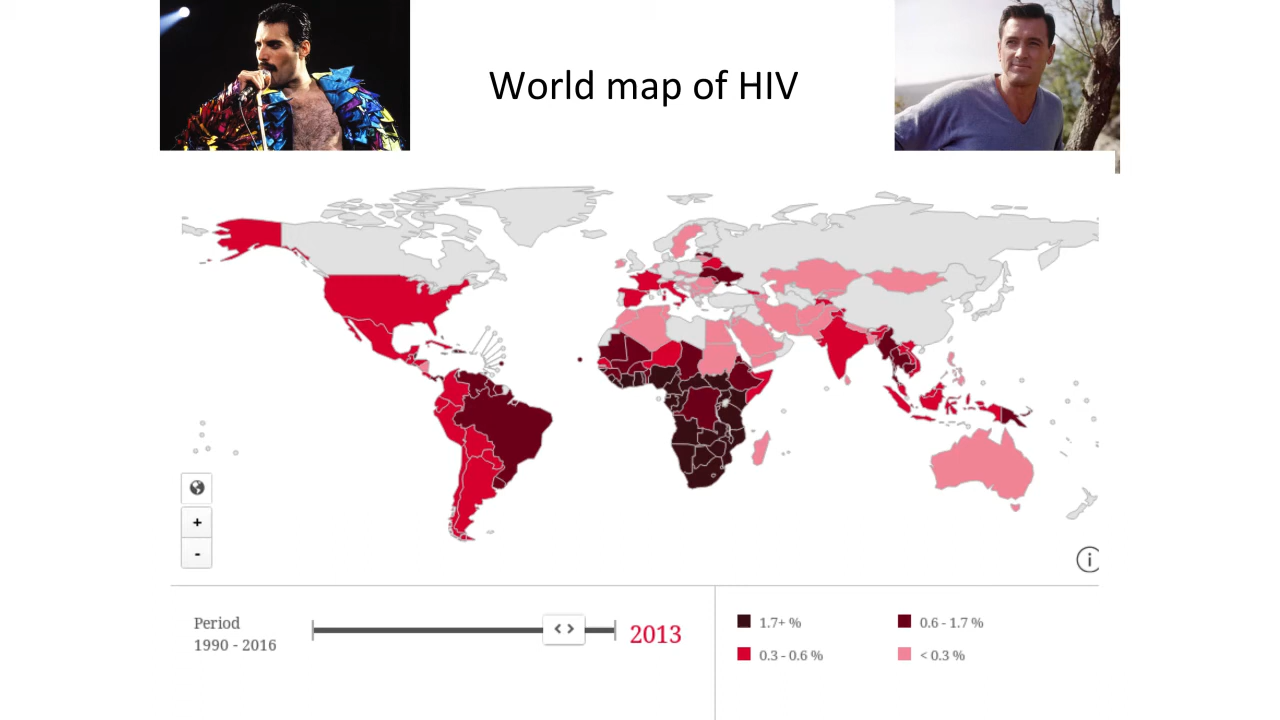 World map of HIV
+
-
i
Period
1990 - 2016
< >
2013
1.7+ %
0.6 - 1.7 %
0.3 - 0.6 %
< 0.3 %